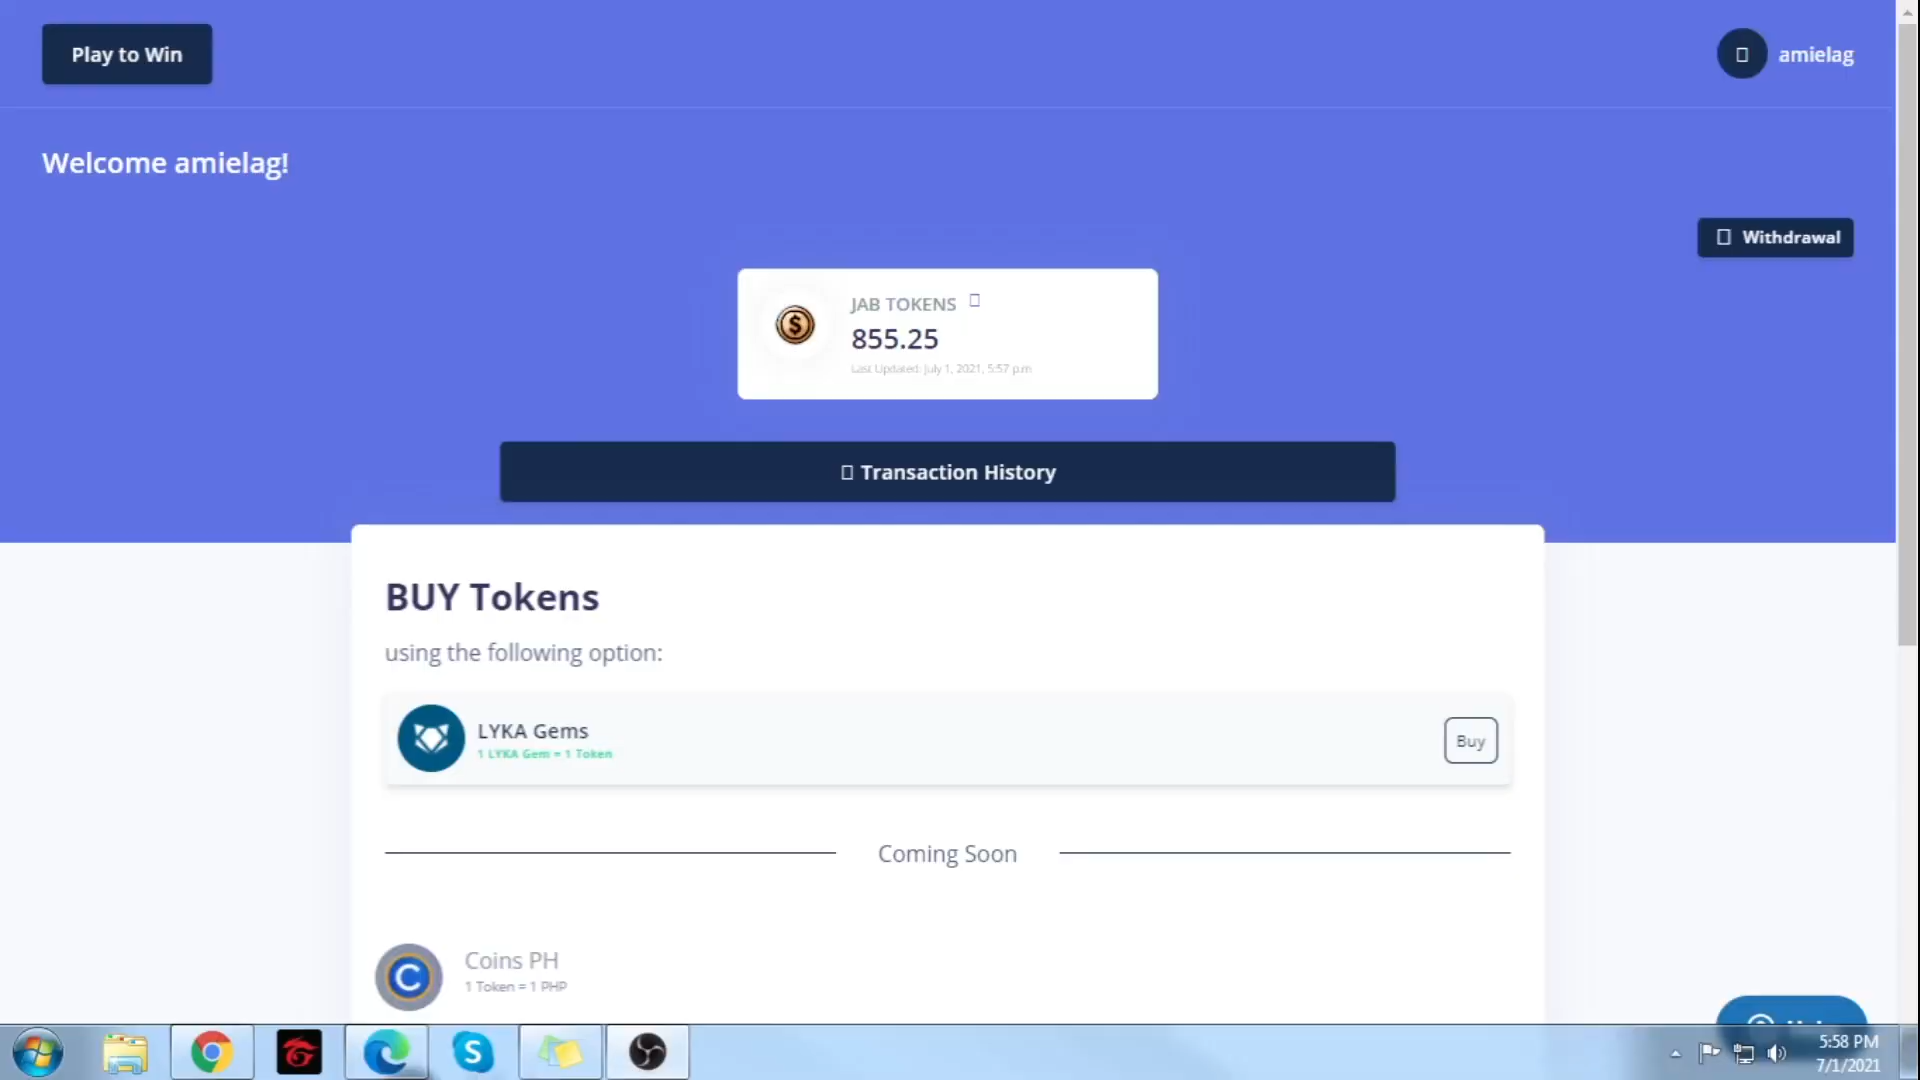 Play to Win
amielag
Welcome amielag!
Withdrawal
JAB TOKENS
855.25
Last Updated: July 1, 2021, 5:57 p.m
Transaction History
BUY Tokens
using the following option:
LYKA Gems
1 LYKA Gem = 1 Token
Buy
Coming Soon
Coins PH
1 Token = 1 PHP
5:58 PM
7/1/2021